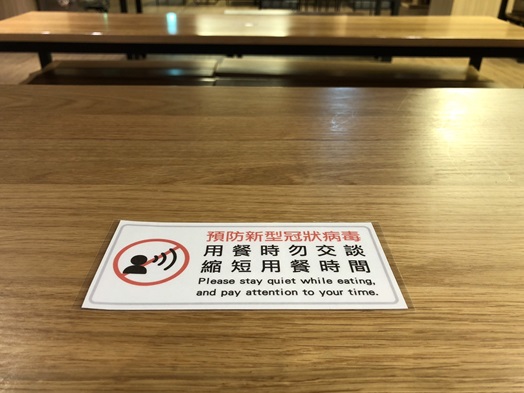 預防新型冠狀病毒
用餐時勿交談
縮短用餐時間
Please stay quiet while eating,
and pay attention to your time.